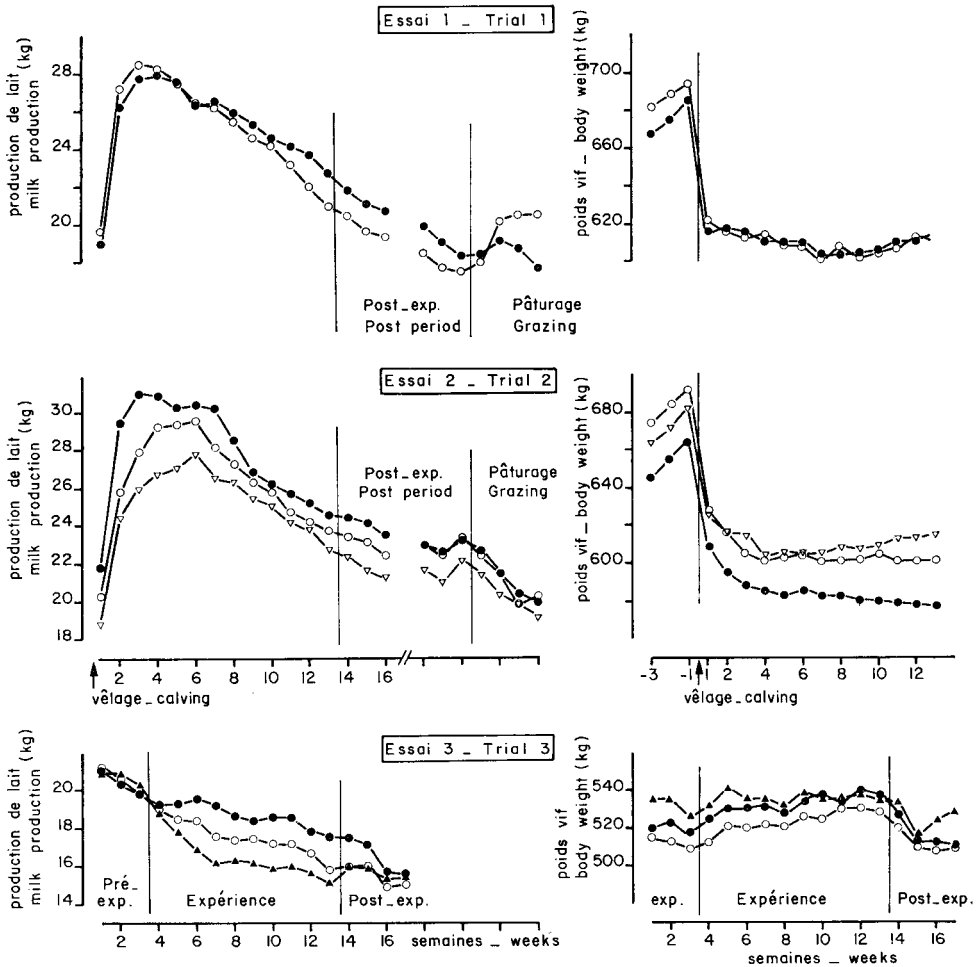 Essai 1 _ Trial 1
production de lait (kg)
milk production
28
24
20
Post_exp.
Post period
Pâturage
Grazing
poids vif _ body weight (kg)
700
660
620
Essai 2 _ Trial 2
production de lait (kg)
milk production
30
28
26
24
22
20
18
Post_exp.
Post period
Pâturage
Grazing
2 4 6 8 10 12 14 16
vêlage _ calving
poids vif _ body weight (kg)
680
640
600
-3 -1 1 2 4 6 8 10 12
vêlage _ calving
Essai 3 _ Trial 3
production de lait (kg)
milk production
20
18
16
14
Pré_
exp.
Expérience
Post_exp.
2 4 6 8 10 12 14 16 semaines _ weeks
poids vif
body weight (kg)
540
520
500
exp.
Expérience
Post_exp.
2 4 6 8 10 12 14 16
semaines _ weeks